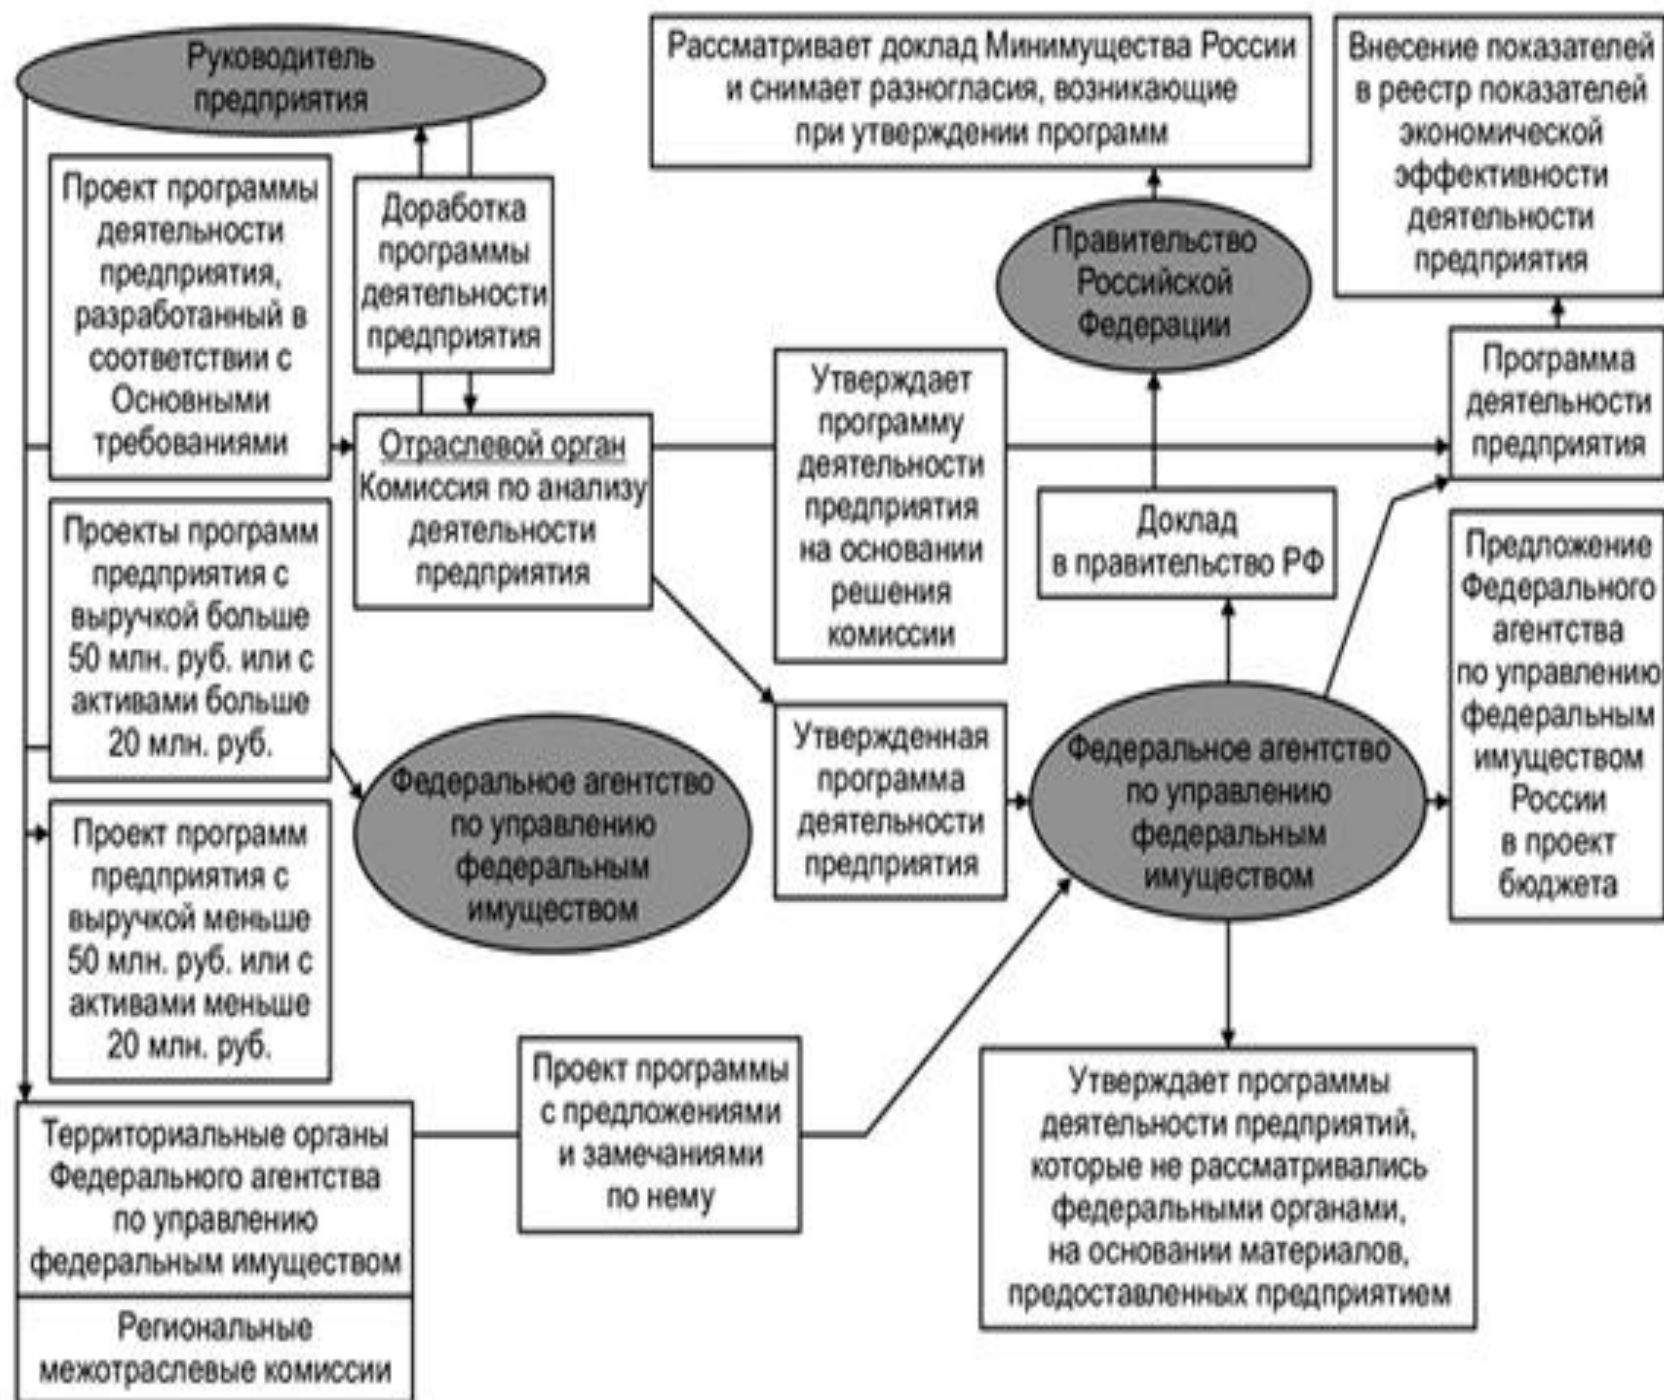 Руководитель
предприятия
Рассматривает доклад Минимущества России
и снимает разногласия, возникающие
при утверждении программ
Внесение показателей
в реестр показателей
экономической
эффективности
деятельности
предприятия
Проект программы
деятельности
предприятия,
разработанный в
соответствии с
Основными
требованиями
Доработка
программы
деятельности
предприятия
Правительство
Российской
Федерации
Отраслевой орган
Комиссия по анализу
деятельности
предприятия
Утверждает
программу
деятельности
предприятия
на основании
решения
комиссии
Программа
деятельности
предприятия
Доклад
в правительство РФ
Проекты программ
предприятия с
выручкой больше
50 млн. руб. или с
активами больше
20 млн. руб.
Предложение
Федерального
агентства
по управлению
федеральным
имуществом
России
в проект
бюджета
Федеральное агентство
по управлению
федеральным
имуществом
Утвержденная
программа
деятельности
предприятия
Федеральное агентство
по управлению
федеральным
имуществом
Проект программ
предприятия с
выручкой меньше
50 млн. руб. или с
активами меньше
20 млн. руб.
Проект программы
с предложениями
и замечаниями
по нему
Утверждает программы
деятельности предприятий,
которые не рассматривались
федеральными органами,
на основании материалов,
предоставленных предприятием
Территориальные органы
Федерального агентства
по управлению
федеральным имуществом
Региональные
межотраслевые комиссии